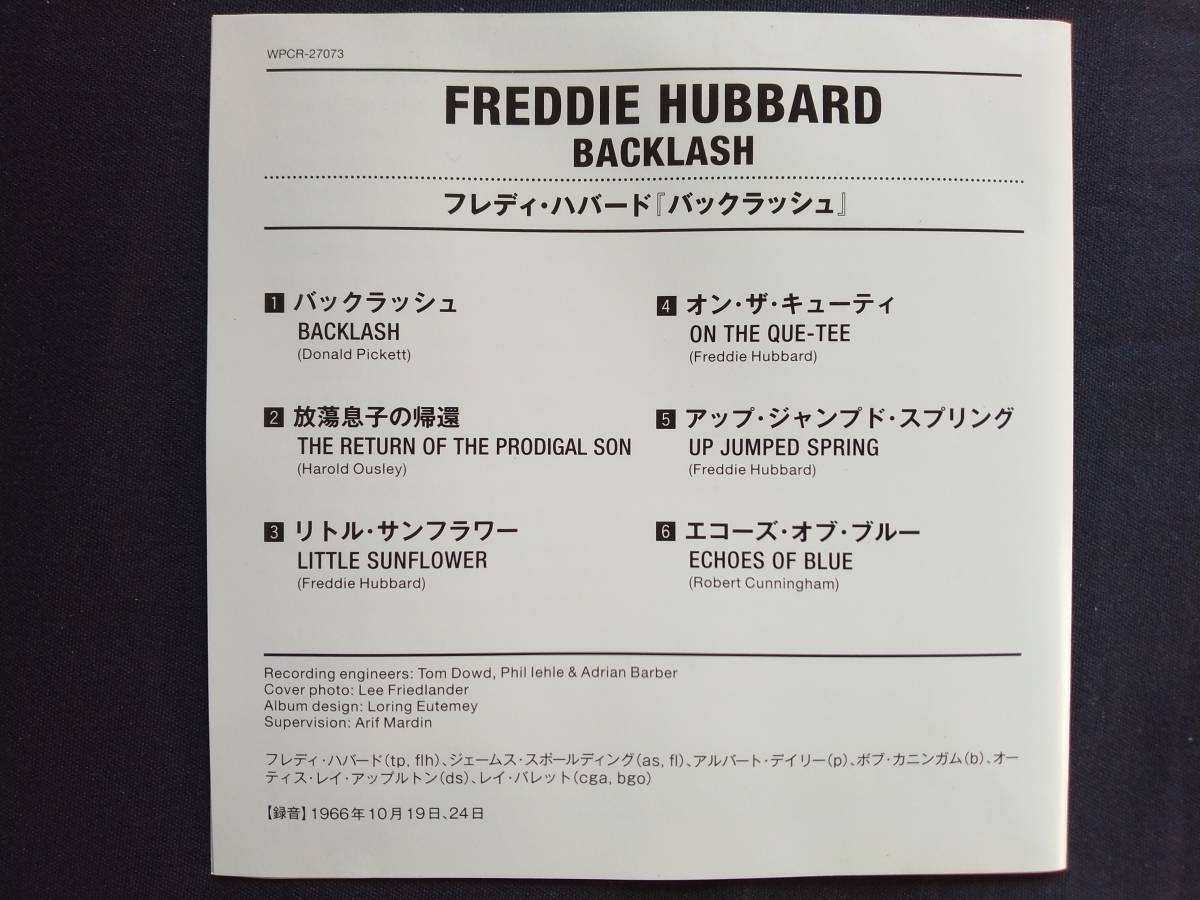 WPCR-27073
FREDDIE HUBBARD
BACKLASH
フレディ・ハバード『バックラッシュ』
1 バックラッシュ
BACKLASH
(Donald Pickett)
2 放蕩息子の帰還
THE RETURN OF THE PRODIGAL SON
(Harold Ousley)
3 リトル・サンフラワー
LITTLE SUNFLOWER
(Freddie Hubbard)
4 オン・ザ・キューティ
ON THE QUE-TEE
(Freddie Hubbard)
5 アップ・ジャンプド・スプリング
UP JUMPED SPRING
(Freddie Hubbard)
6 エコーズ・オブ・ブルー
ECHOES OF BLUE
(Robert Cunningham)
Recording engineers: Tom Dowd, Phil Iehle & Adrian Barber
Cover photo: Lee Friedlander
Album design: Loring Eutemey
Supervision: Arif Mardin
フレディ・ハバード(tp, flh)、ジェームス・スポールディング(as, fl)、アルバート・デイリー(p)、ボブ・カニンガム(b)、オー
ティス・レイ・アップルトン(ds)、レイ・バレット(cga, bgo)
【録音】1966年10月19日、24日